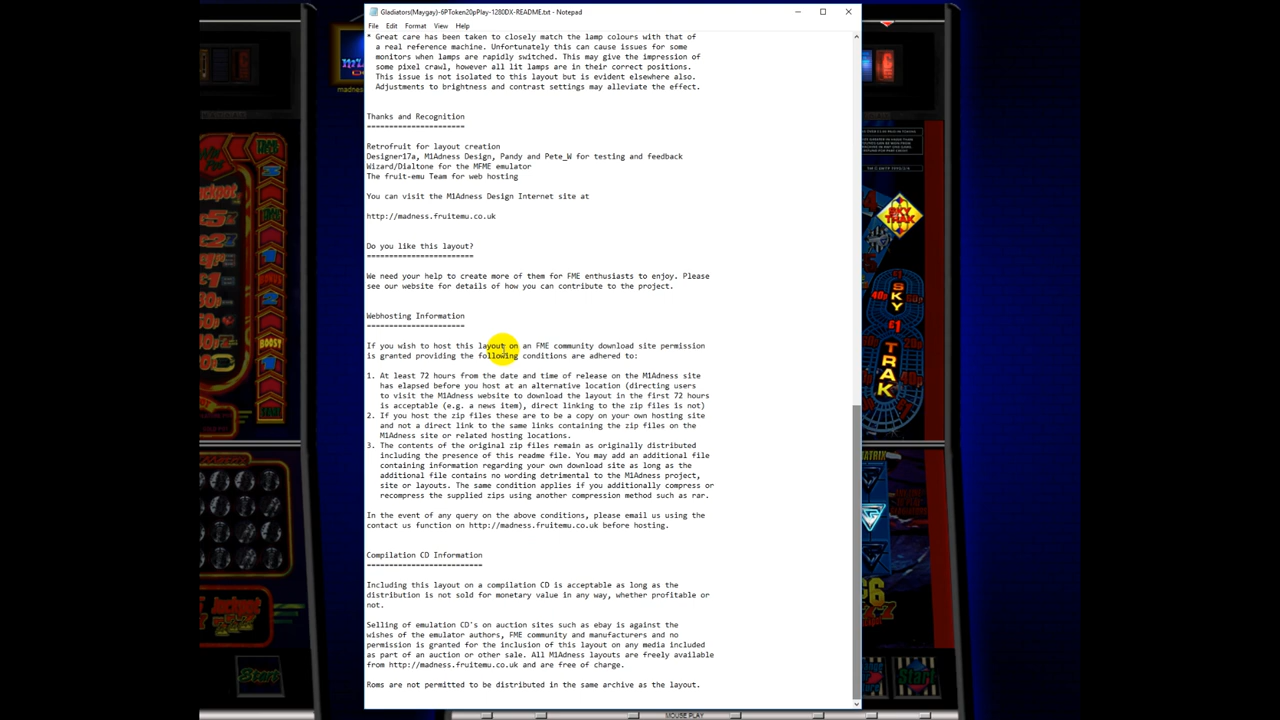 Gladiators(Maygay)-6PToken20pPlay-1280DX-README.txt - Notepad
File Edit Format View Help
* Great care has been taken to closely match the lamp colours with that of
a real reference machine. Unfortunately this can cause issues for some
monitors when lamps are rapidly switched. This may give the impression of
some pixel crawl, however all lit lamps are in their correct positions.
This issue is not isolated to this layout but is evident elsewhere also.
Adjustments to brightness and contrast settings may alleviate the effect.
Thanks and Recognition
======================
Retrofruit for layout creation
Designer17a, M1Adness Design, Pandy and Pete_W for testing and feedback
Wizard/Dialtone for the MFME emulator
The fruit-emu Team for web hosting
You can visit the M1Adness Design Internet site at
http://madness.fruitemu.co.uk
Do you like this layout?
========================
We need your help to create more of them for FME enthusiasts to enjoy. Please
see our website for details of how you can contribute to the project.
Webhosting Information
======================
If you wish to host this layout on an FME community download site permission
is granted providing the following conditions are adhered to:
1. At least 72 hours from the date and time of release on the M1Adness site
has elapsed before you host at an alternative location (directing users
to visit the M1Adness website to download the layout in the first 72 hours
is acceptable (e.g. a news item), direct linking to the zip files is not)
2. If you host the zip files these are to be a copy on your own hosting site
and not a direct link to the same links containing the zip files on the
M1Adness site or related hosting locations.
3. The contents of the original zip files remain as originally distributed
including the presence of this readme file. You may add an additional file
containing information regarding your own download site as long as the
additional file contains no wording detrimental to the M1Adness project,
site or layouts. The same condition applies if you additionally compress or
recompress the supplied zips using another compression method such as rar.
In the event of any query on the above conditions, please email us using the
contact us function on http://madness.fruitemu.co.uk before hosting.
Compilation CD Information
==========================
Including this layout on a compilation CD is acceptable as long as the
distribution is not sold for monetary value in any way, whether profitable or
not.
Selling of emulation CD's on auction sites such as ebay is against the
wishes of the emulator authors, FME community and manufacturers and no
permission is granted for the inclusion of this layout on any media included
as part of an auction or other sale. All M1Adness layouts are freely available
from http://madness.fruitemu.co.uk and are free of charge.
Roms are not permitted to be distributed in the same archive as the layout.
madness
Jackpot
BOOST
Start
SKY
TRAK
40p
60p
SKY
£1
TRAK
Start
MOUSE PLAY